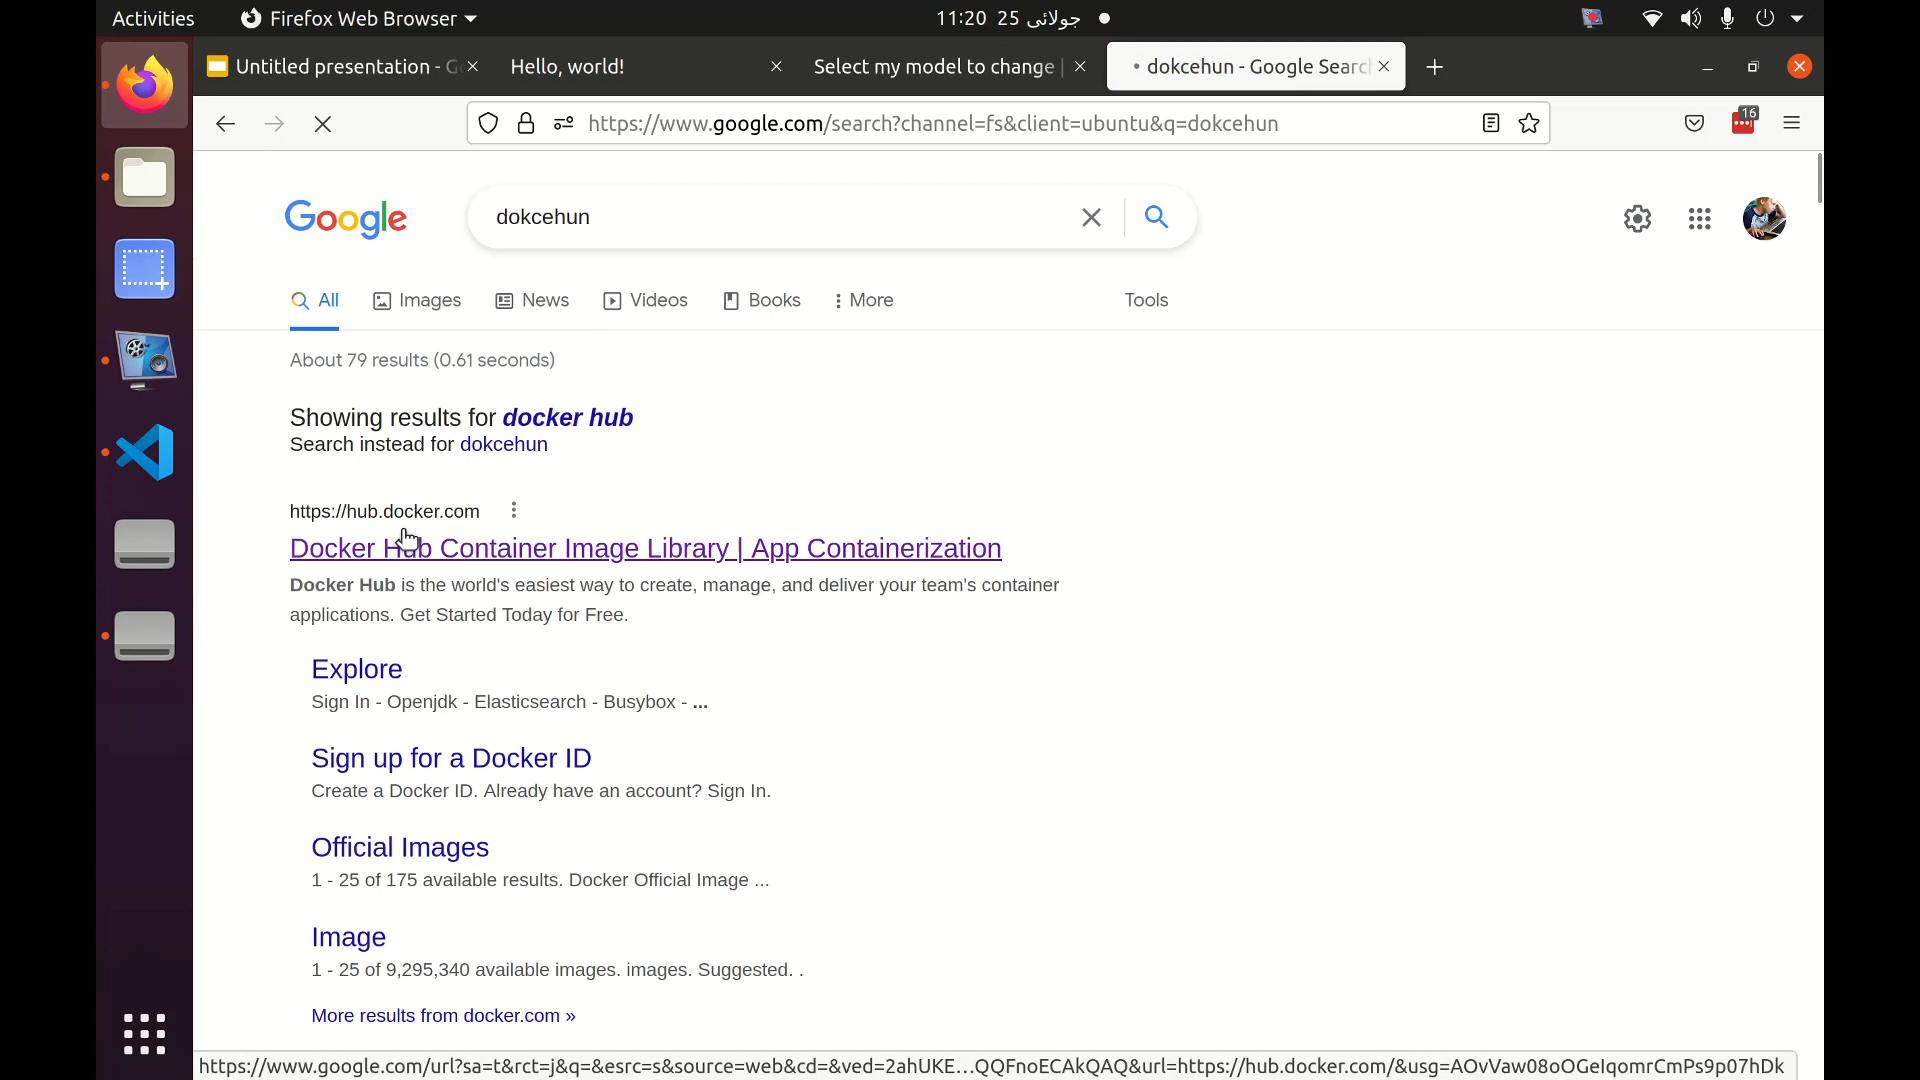 Activities Firefox Web Browser 11:20 25 جولائی
Untitled presentation - G Hello, world! Select my model to change | dokcehun - Google Searc
https://www.google.com/search?channel=fs&client=ubuntu&q=dokcehun 16
Google dokcehun
All Images News Videos Books More Tools
About 79 results (0.61 seconds)
Showing results for docker hub
Search instead for dokcehun
https://hub.docker.com
Docker Hub Container Image Library | App Containerization
Docker Hub is the world's easiest way to create, manage, and deliver your team's container
applications. Get Started Today for Free.
Explore
Sign In - Openjdk - Elasticsearch - Busybox - ...
Sign up for a Docker ID
Create a Docker ID. Already have an account? Sign In.
Official Images
1 - 25 of 175 available results. Docker Official Image ...
Image
1 - 25 of 9,295,340 available images. images. Suggested. .
More results from docker.com »
https://www.google.com/url?sa=t&rct=j&q=&esrc=s&source=web&cd=&ved=2ahUKE…QQFnoECAkQAQ&url=https://hub.docker.com/&usg=AOvVaw08oOGeIqomrCmPs9p07hDk